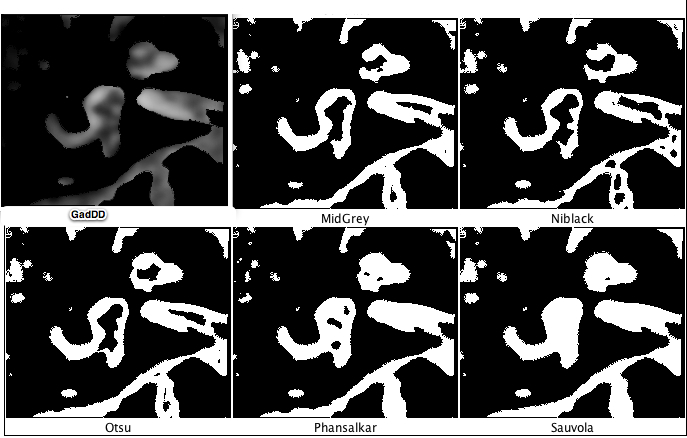 GadDD
MidGrey
Niblack
Otsu
Phansalkar
Sauvola